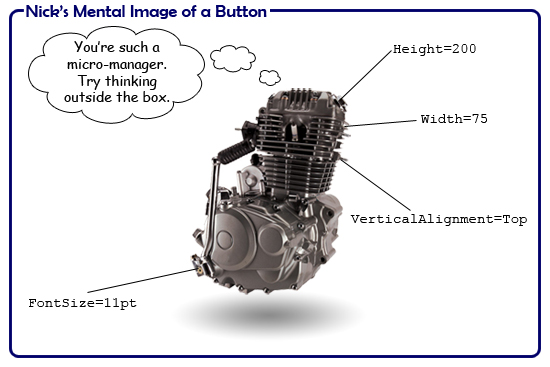 Nick's Mental Image of a Button
You're such a
micro-manager.
Try thinking
outside the box.
Height=200
Width=75
VerticalAlignment=Top
FontSize=11pt